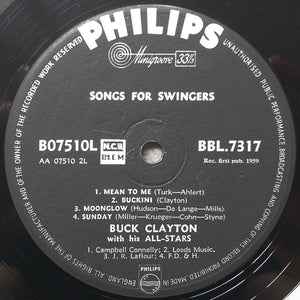 PHILIPS
Minigroove 33⅓
SONGS FOR SWINGERS
B07510L
N.C.B.
BIEM
BBL.7317
AA 07510 2L
Rec. first pub. 1959
1. MEAN TO ME (Turk—Ahlert)
2. BUCKINI (Clayton)
3. MOONGLOW (Hudson—De Lange—Mills)
4. SUNDAY (Miller—Krueger—Cohn—Styne)
BUCK CLAYTON
with his ALL-STARS
1. Campbell Connelly; 2. Leeds Music.
3. J. R. Lafleur; 4. F.D. & H.
PHILIPS
THE MANUFACTURER AND OF THE OWNER OF THE RECORDED WORK RESERVED
UNAUTHORISED PUBLIC PERFORMANCE BROADCASTING AND COPYING OF THIS RECORD PROHIBITED. MADE IN ENGLAND. ALL RIGHTS OF